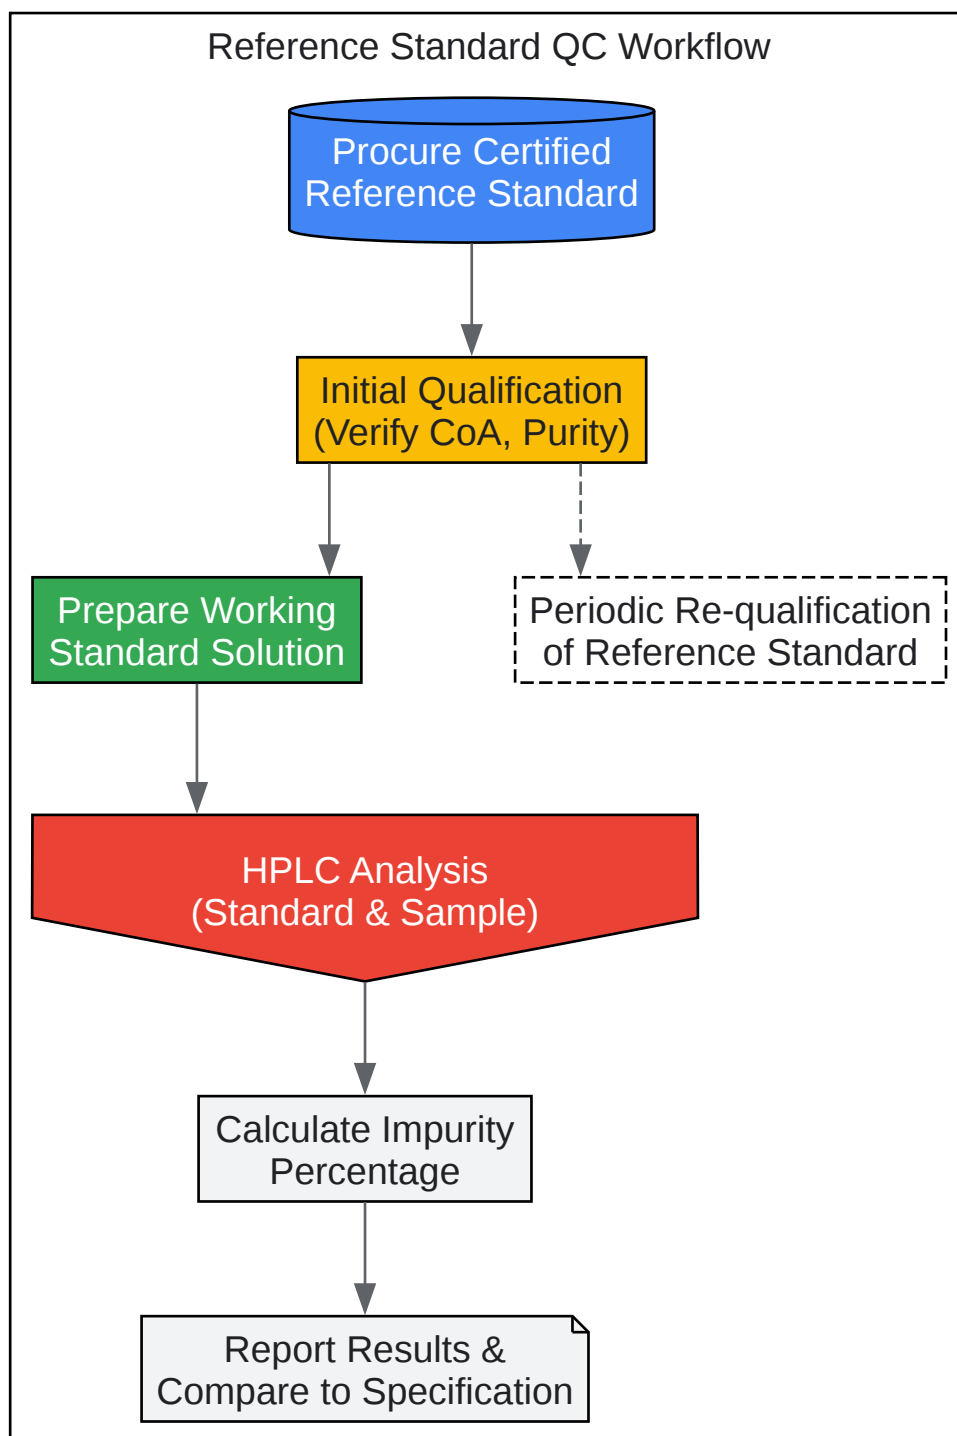 Reference Standard QC Workflow
Procure Certified
Reference Standard
Initial Qualification
(Verify CoA, Purity)
Prepare Working
Standard Solution
Periodic Re-qualification
of Reference Standard
HPLC Analysis
(Standard & Sample)
Calculate Impurity
Percentage
Report Results &
Compare to Specification